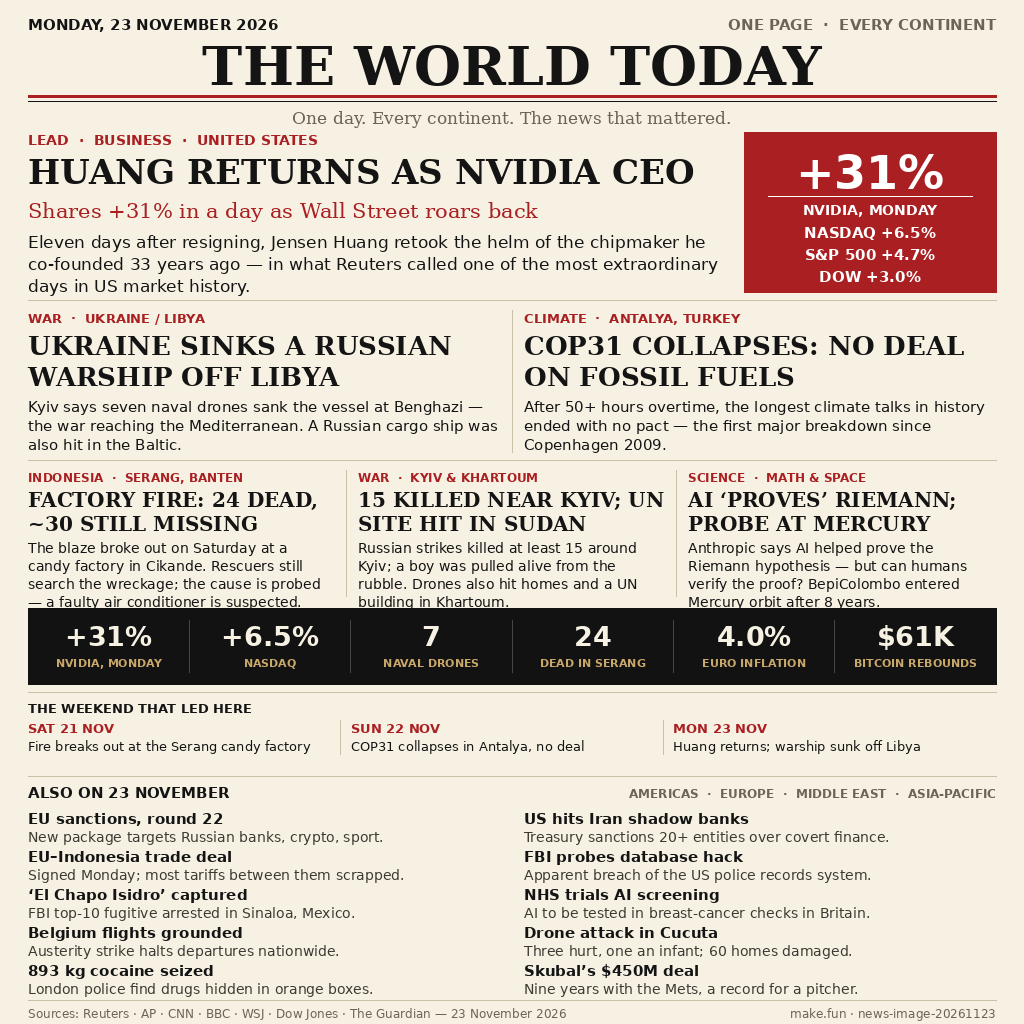 MONDAY, 23 NOVEMBER 2026
ONE PAGE · EVERY CONTINENT
THE WORLD TODAY
One day. Every continent. The news that mattered.
LEAD · BUSINESS · UNITED STATES
HUANG RETURNS AS NVIDIA CEO
Shares +31% in a day as Wall Street roars back
Eleven days after resigning, Jensen Huang retook the helm of the chipmaker he
co-founded 33 years ago — in what Reuters called one of the most extraordinary
days in US market history.
+31%
NVIDIA, MONDAY
NASDAQ +6.5%
S&P 500 +4.7%
DOW +3.0%
WAR · UKRAINE / LIBYA
UKRAINE SINKS A RUSSIAN
WARSHIP OFF LIBYA
Kyiv says seven naval drones sank the vessel at Benghazi —
the war reaching the Mediterranean. A Russian cargo ship was
also hit in the Baltic.
CLIMATE · ANTALYA, TURKEY
COP31 COLLAPSES: NO DEAL
ON FOSSIL FUELS
After 50+ hours overtime, the longest climate talks in history
ended with no pact — the first major breakdown since
Copenhagen 2009.
INDONESIA · SERANG, BANTEN
FACTORY FIRE: 24 DEAD,
~30 STILL MISSING
The blaze broke out on Saturday at a
candy factory in Cikande. Rescuers still
search the wreckage; the cause is probed
— a faulty air conditioner is suspected.
WAR · KYIV & KHARTOUM
15 KILLED NEAR KYIV; UN
SITE HIT IN SUDAN
Russian strikes killed at least 15 around
Kyiv; a boy was pulled alive from the
rubble. Drones also hit homes and a UN
building in Khartoum.
SCIENCE · MATH & SPACE
AI ‘PROVES’ RIEMANN;
PROBE AT MERCURY
Anthropic says AI helped prove the
Riemann hypothesis — but can humans
verify the proof? BepiColombo entered
Mercury orbit after 8 years.
+31%
NVIDIA, MONDAY
+6.5%
NASDAQ
7
NAVAL DRONES
24
DEAD IN SERANG
4.0%
EURO INFLATION
$61K
BITCOIN REBOUNDS
THE WEEKEND THAT LED HERE
SAT 21 NOV
Fire breaks out at the Serang candy factory
SUN 22 NOV
COP31 collapses in Antalya, no deal
MON 23 NOV
Huang returns; warship sunk off Libya
ALSO ON 23 NOVEMBER
AMERICAS · EUROPE · MIDDLE EAST · ASIA-PACIFIC
EU sanctions, round 22
New package targets Russian banks, crypto, sport.
EU–Indonesia trade deal
Signed Monday; most tariffs between them scrapped.
‘El Chapo Isidro’ captured
FBI top-10 fugitive arrested in Sinaloa, Mexico.
Belgium flights grounded
Austerity strike halts departures nationwide.
893 kg cocaine seized
London police find drugs hidden in orange boxes.
US hits Iran shadow banks
Treasury sanctions 20+ entities over covert finance.
FBI probes database hack
Apparent breach of the US police records system.
NHS trials AI screening
AI to be tested in breast-cancer checks in Britain.
Drone attack in Cucuta
Three hurt, one an infant; 60 homes damaged.
Skubal’s $450M deal
Nine years with the Mets, a record for a pitcher.
Sources: Reuters · AP · CNN · BBC · WSJ · Dow Jones · The Guardian — 23 November 2026
make.fun · news-image-20261123